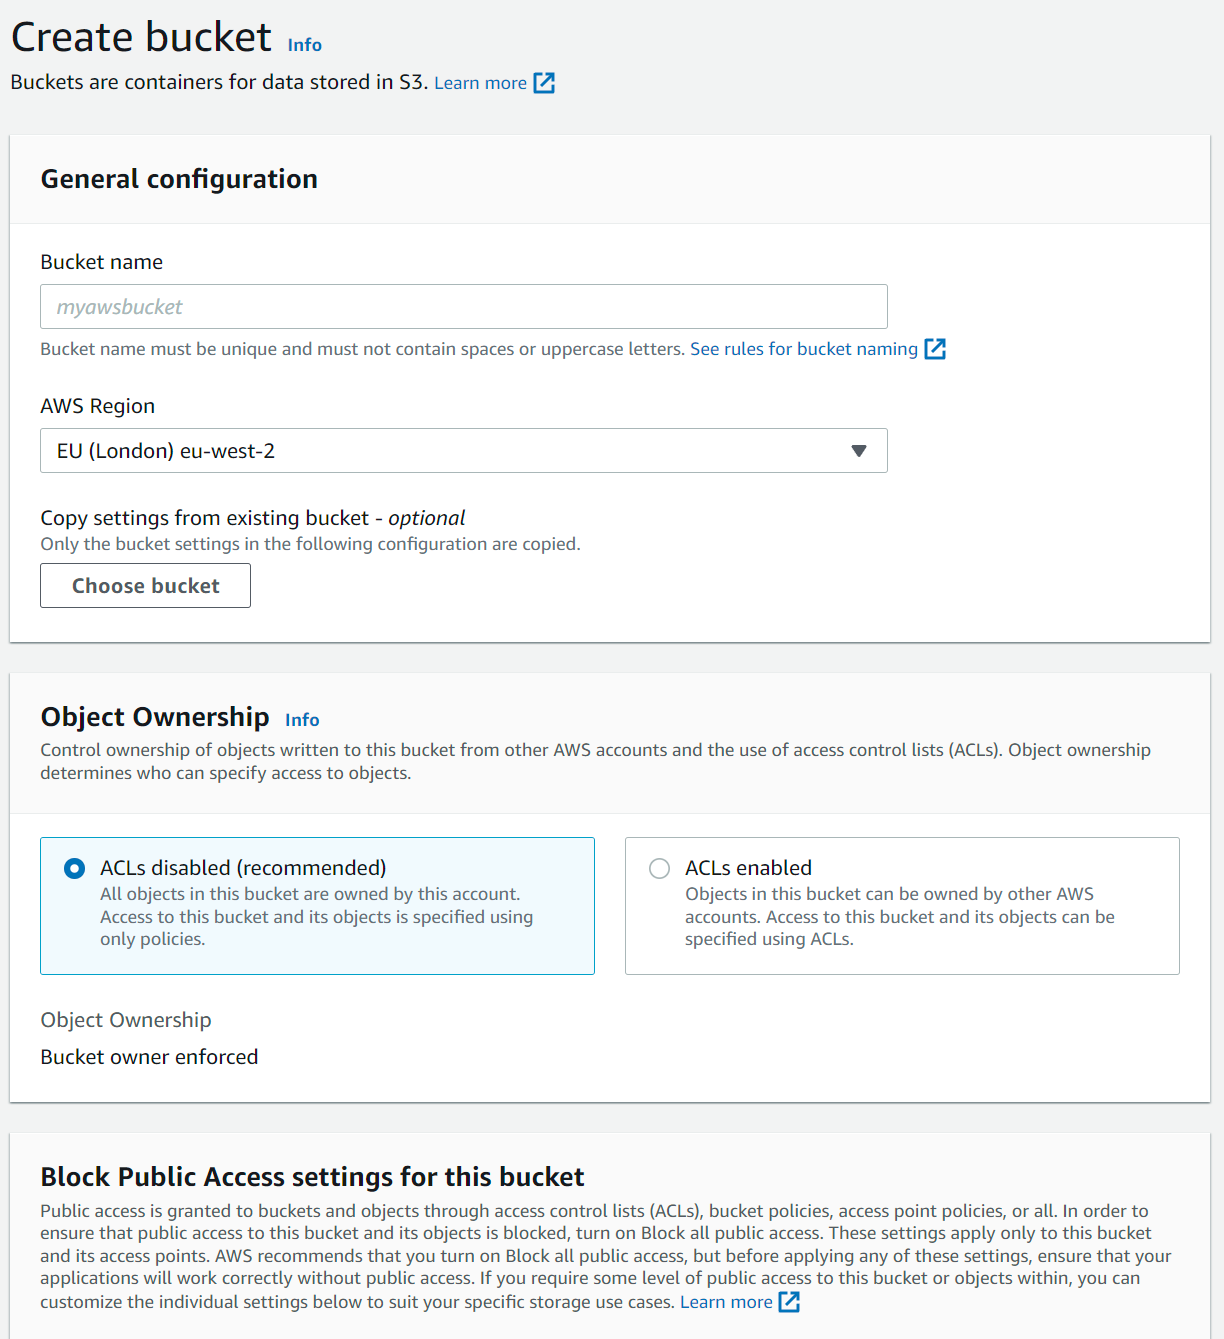 Create bucket Info
Buckets are containers for data stored in S3. Learn more
General configuration
Bucket name
myawsbucket
Bucket name must be unique and must not contain spaces or uppercase letters. See rules for bucket naming
AWS Region
EU (London) eu-west-2
Copy settings from existing bucket - optional
Only the bucket settings in the following configuration are copied.
Choose bucket
Object Ownership Info
Control ownership of objects written to this bucket from other AWS accounts and the use of access control lists (ACLs). Object ownership
determines who can specify access to objects.
ACLs disabled (recommended)
All objects in this bucket are owned by this account.
Access to this bucket and its objects is specified using
only policies.
ACLs enabled
Objects in this bucket can be owned by other AWS
accounts. Access to this bucket and its objects can be
specified using ACLs.
Object Ownership
Bucket owner enforced
Block Public Access settings for this bucket
Public access is granted to buckets and objects through access control lists (ACLs), bucket policies, access point policies, or all. In order to
ensure that public access to this bucket and its objects is blocked, turn on Block all public access. These settings apply only to this bucket
and its access points. AWS recommends that you turn on Block all public access, but before applying any of these settings, ensure that your
applications will work correctly without public access. If you require some level of public access to this bucket or objects within, you can
customize the individual settings below to suit your specific storage use cases. Learn more